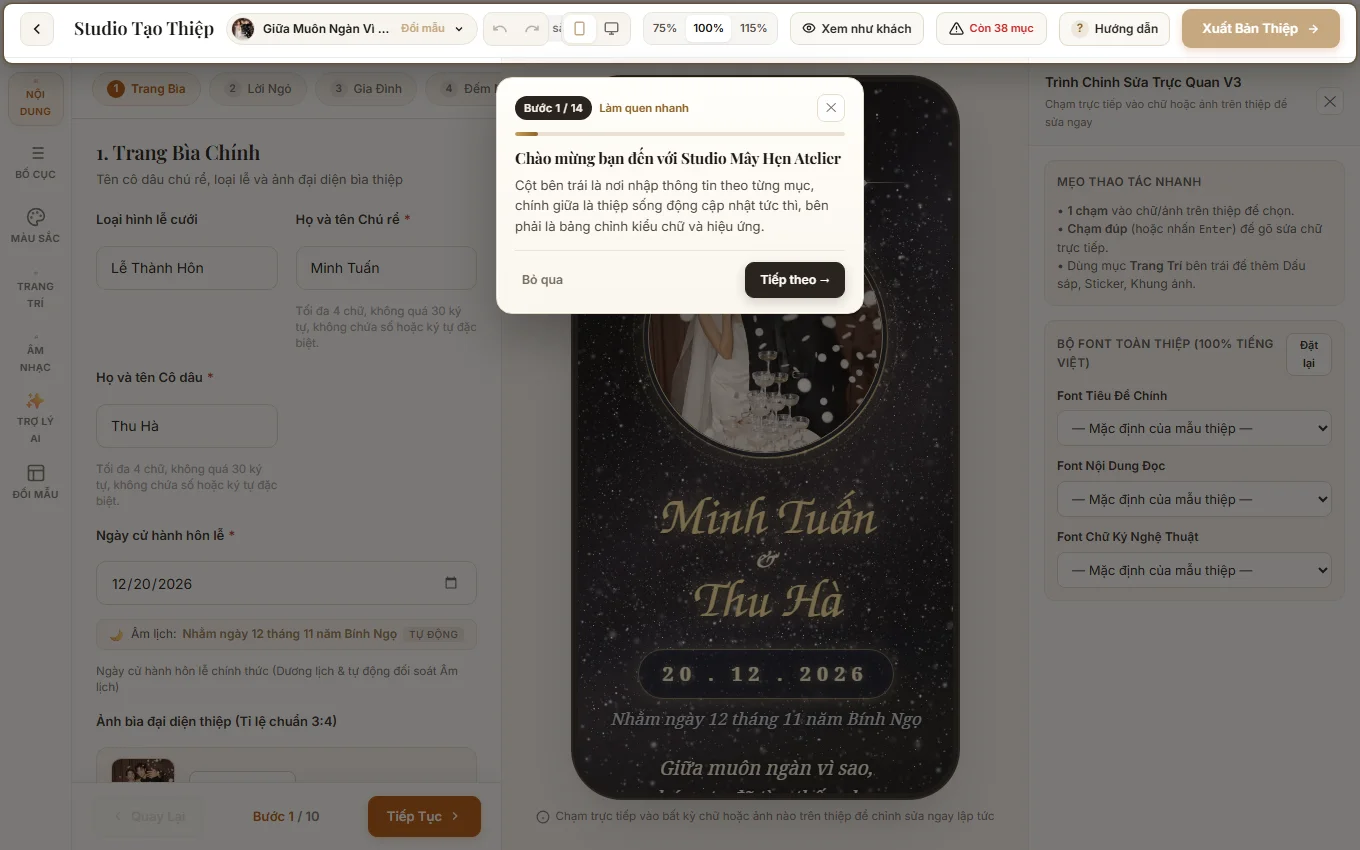 Studio Tạo Thiệp
Giữa Muôn Ngàn Vì ...
Đổi mẫu
75%
100%
115%
Xem như khách
Còn 38 mục
? Hướng dẫn
Xuất Bản Thiệp →
NỘI
DUNG
BỐ CỤC
MÀU SẮC
TRANG
TRÍ
ÂM
NHẠC
TRỢ LÝ
AI
ĐỔI MẪU
1 Trang Bìa
2 Lời Ngỏ
3 Gia Đình
4 Đếm
1. Trang Bìa Chính
Tên cô dâu chú rể, loại lễ và ảnh đại diện bìa thiệp
Loại hình lễ cưới
Họ và tên Chú rể *
Lễ Thành Hôn
Minh Tuấn
Tối đa 4 chữ, không quá 30 ký
tự, không chứa số hoặc ký tự đặc
biệt.
Họ và tên Cô dâu *
Thu Hà
Tối đa 4 chữ, không quá 30 ký
tự, không chứa số hoặc ký tự đặc
biệt.
Ngày cử hành hôn lễ *
12/20/2026
Âm lịch: Nhằm ngày 12 tháng 11 năm Bính Ngọ TỰ ĐỘNG
Ngày cử hành hôn lễ chính thức (Dương lịch & tự động đối soát Âm
lịch)
Ảnh bìa đại diện thiệp (Tỉ lệ chuẩn 3:4)
Quay Lại
Bước 1 / 10
Tiếp Tục
Bước 1 / 14
Làm quen nhanh
Chào mừng bạn đến với Studio Mây Hẹn Atelier
Cột bên trái là nơi nhập thông tin theo từng mục,
chính giữa là thiệp sống động cập nhật tức thì, bên
phải là bảng chỉnh kiểu chữ và hiệu ứng.
Bỏ qua
Tiếp theo →
Minh Tuấn
&
Thu Hà
20 . 12 . 2026
Nhằm ngày 12 tháng 11 năm Bính Ngọ
Giữa muôn ngàn vì sao,
Chạm trực tiếp vào bất kỳ chữ hoặc ảnh nào trên thiệp để chỉnh sửa ngay lập tức
Trình Chỉnh Sửa Trực Quan V3
Chạm trực tiếp vào chữ hoặc ảnh trên thiệp để
sửa ngay
MẸO THAO TÁC NHANH
• 1 chạm vào chữ/ảnh trên thiệp để chọn.
• Chạm đúp (hoặc nhấn Enter) để gõ sửa chữ
trực tiếp.
• Dùng mục Trang Trí bên trái để thêm Dấu
sáp, Sticker, Khung ảnh.
BỘ FONT TOÀN THIỆP (100% TIẾNG
VIỆT)
Đặt
lại
Font Tiêu Đề Chính
— Mặc định của mẫu thiệp —
Font Nội Dung Đọc
— Mặc định của mẫu thiệp —
Font Chữ Ký Nghệ Thuật
— Mặc định của mẫu thiệp —